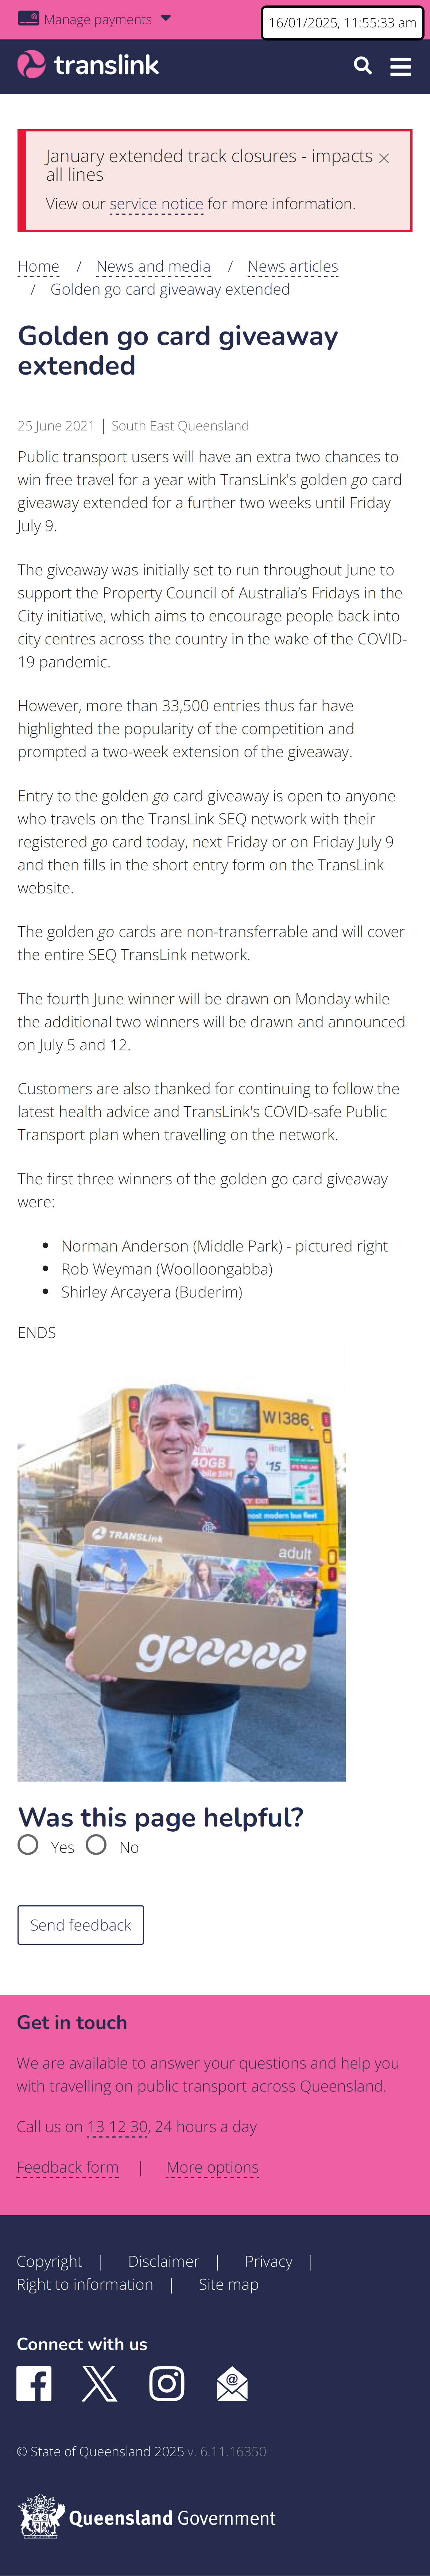 Manage payments
16/01/2025, 11:55:33 am
translink
January extended track closures - impacts
all lines
View our service notice for more information.
Home / News and media / News articles
/ Golden go card giveaway extended
Golden go card giveaway
extended
25 June 2021 | South East Queensland
Public transport users will have an extra two chances to
win free travel for a year with TransLink's golden go card
giveaway extended for a further two weeks until Friday
July 9.
The giveaway was initially set to run throughout June to
support the Property Council of Australia’s Fridays in the
City initiative, which aims to encourage people back into
city centres across the country in the wake of the COVID-
19 pandemic.
However, more than 33,500 entries thus far have
highlighted the popularity of the competition and
prompted a two-week extension of the giveaway.
Entry to the golden go card giveaway is open to anyone
who travels on the TransLink SEQ network with their
registered go card today, next Friday or on Friday July 9
and then fills in the short entry form on the TransLink
website.
The golden go cards are non-transferrable and will cover
the entire SEQ TransLink network.
The fourth June winner will be drawn on Monday while
the additional two winners will be drawn and announced
on July 5 and 12.
Customers are also thanked for continuing to follow the
latest health advice and TransLink's COVID-safe Public
Transport plan when travelling on the network.
The first three winners of the golden go card giveaway
were:
• Norman Anderson (Middle Park) - pictured right
• Rob Weyman (Woolloongabba)
• Shirley Arcayera (Buderim)
ENDS
W1386
NEW
40GB
bile SIM
$15
most modern bus fleet
TRANSLink
adult
gooooo
Was this page helpful?
Yes No
Send feedback
Get in touch
We are available to answer your questions and help you
with travelling on public transport across Queensland.
Call us on 13 12 30, 24 hours a day
Feedback form | More options
Copyright | Disclaimer | Privacy |
Right to information | Site map
Connect with us
© State of Queensland 2025 v. 6.11.16350
Queensland Government